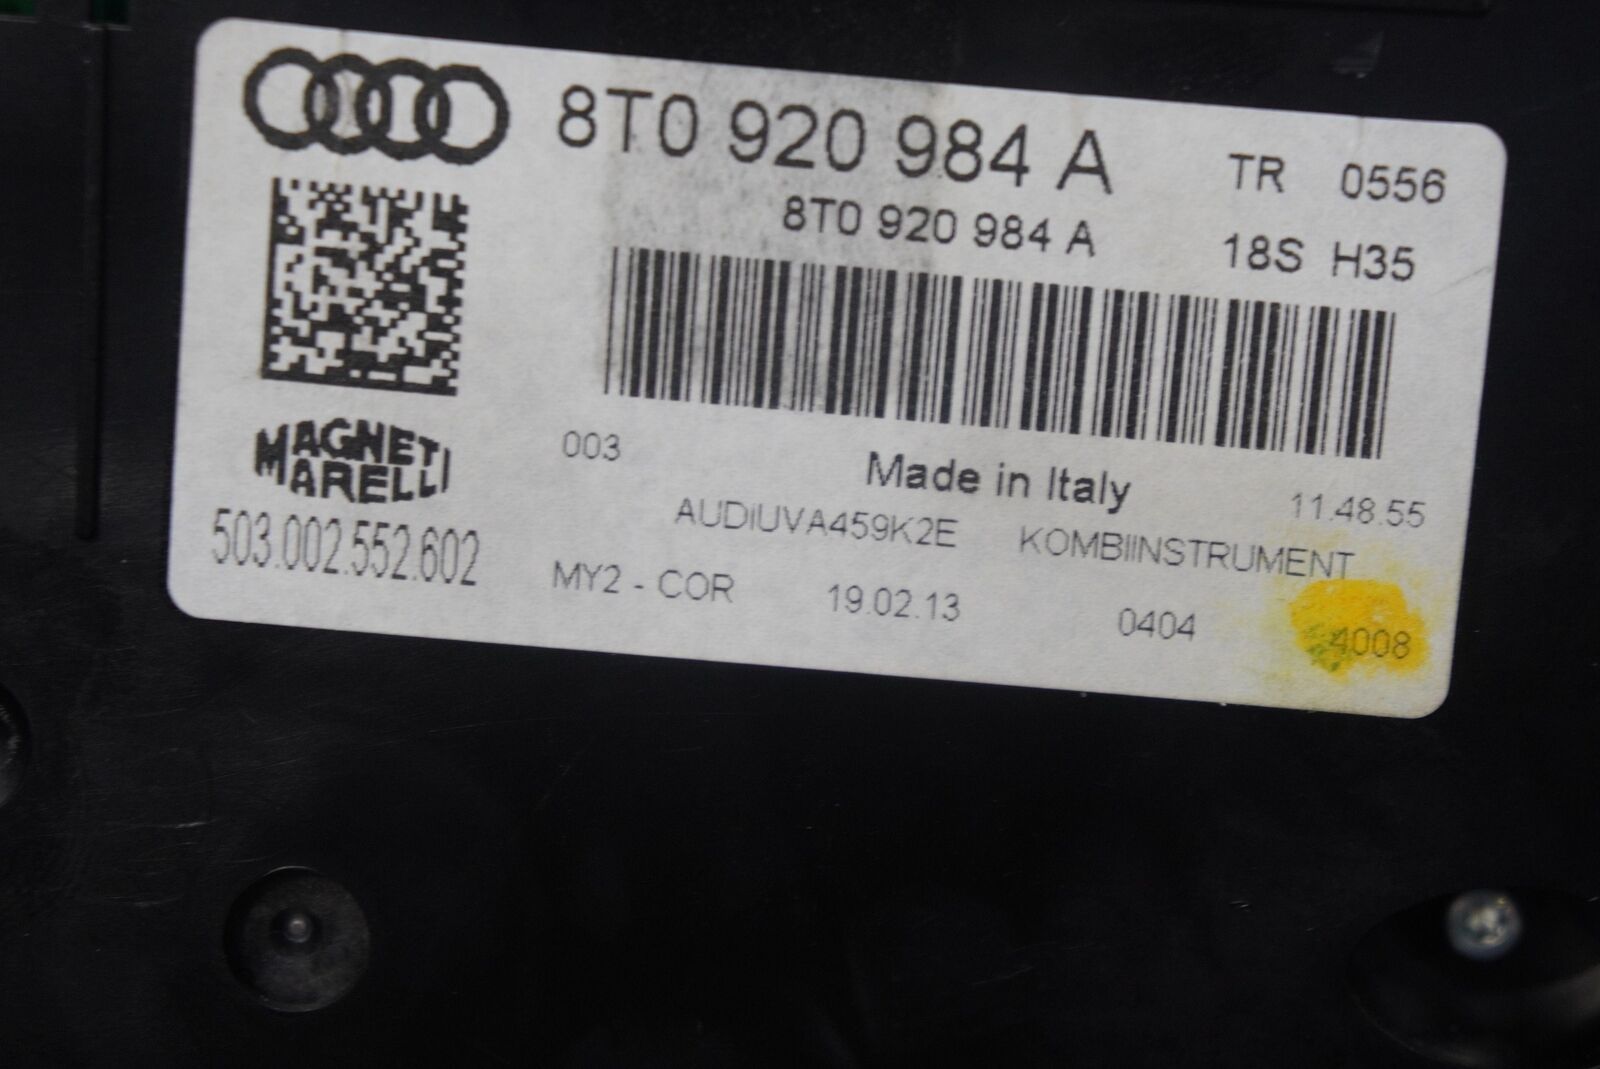 8T0 920 984 A TR 0556
8T0 920 984 A 18S H35
MAGNETI MARELLI
503.002.552.602
003 Made in Italy 11.48.55
AUDIUVA459K2E KOMBIINSTRUMENT
MY2 - COR 19.02.13 0404 4008